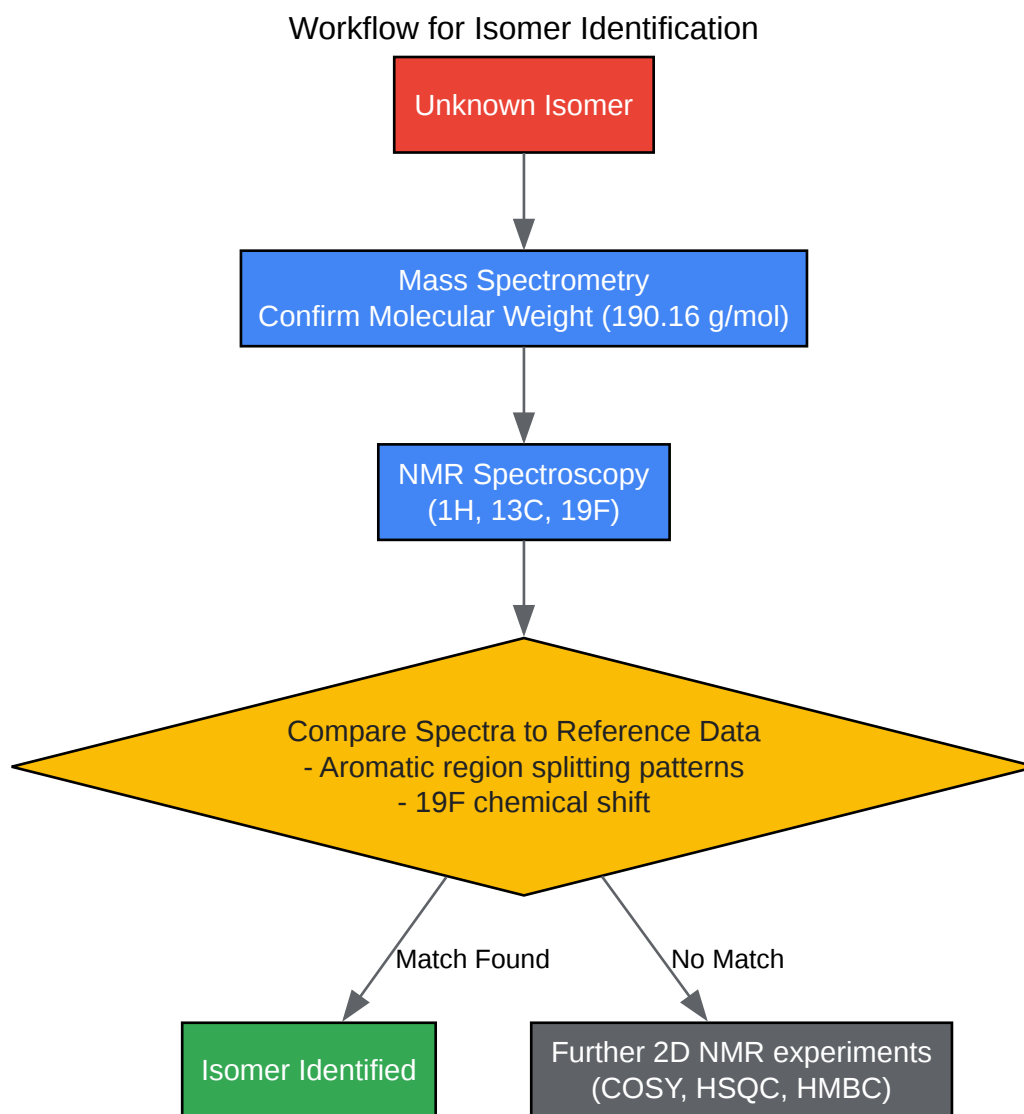 Workflow for Isomer Identification
Unknown Isomer
Mass Spectrometry
Confirm Molecular Weight (190.16 g/mol)
NMR Spectroscopy
(1H, 13C, 19F)
Compare Spectra to Reference Data
- Aromatic region splitting patterns
- 19F chemical shift
Match Found
No Match
Isomer Identified
Further 2D NMR experiments
(COSY, HSQC, HMBC)